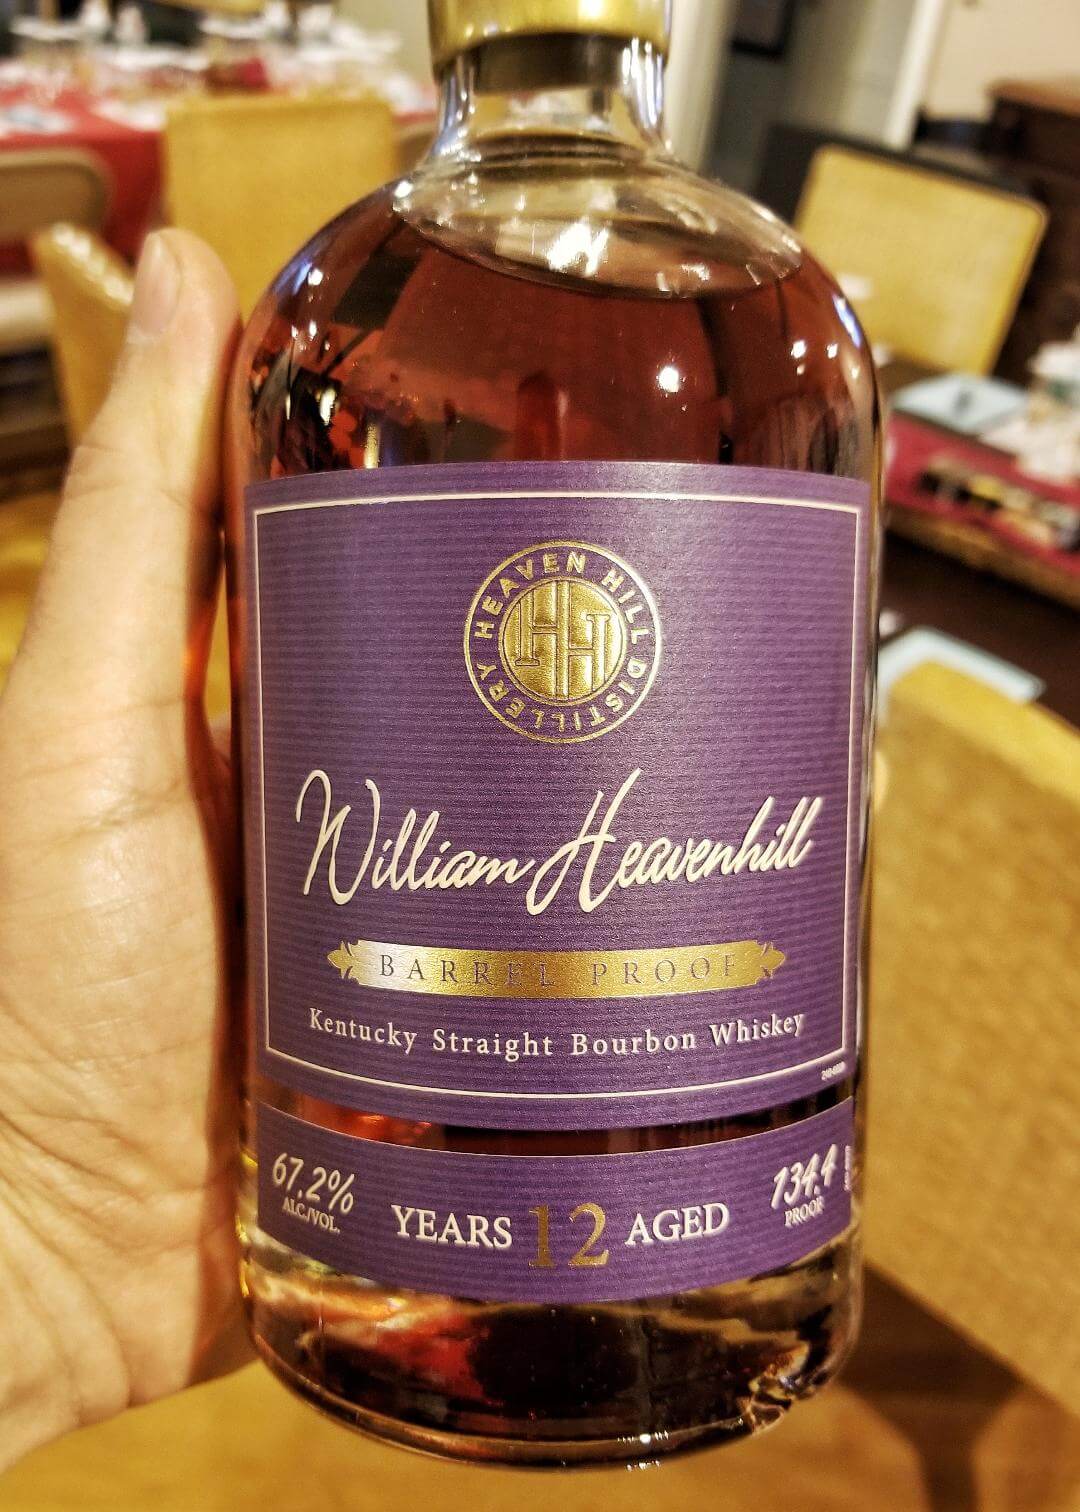 HEAVEN HILL DISTILLERY
HH
William Heavenhill
BARREL PROOF
Kentucky Straight Bourbon Whiskey
67.2%
ALC./VOL.
YEARS 12 AGED
134.4
PROOF